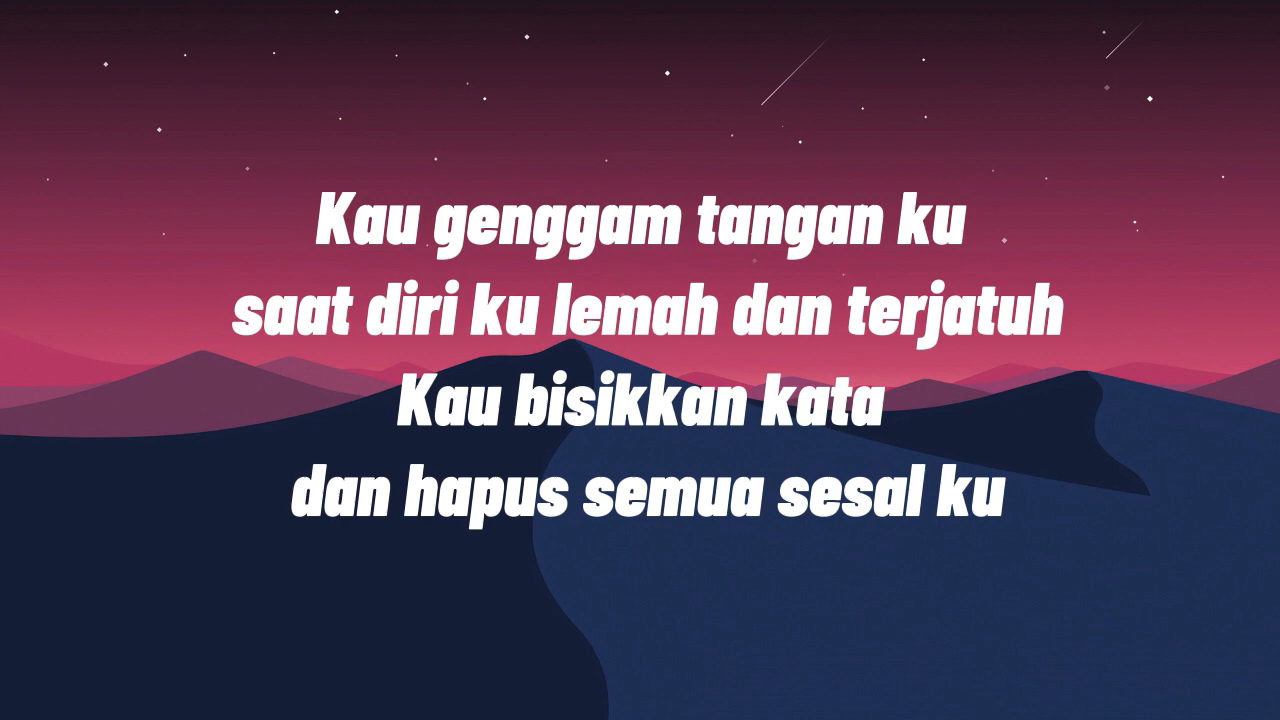 Kau genggam tangan ku
saat diri ku lemah dan terjatuh
Kau bisikkan kata
dan hapus semua sesal ku